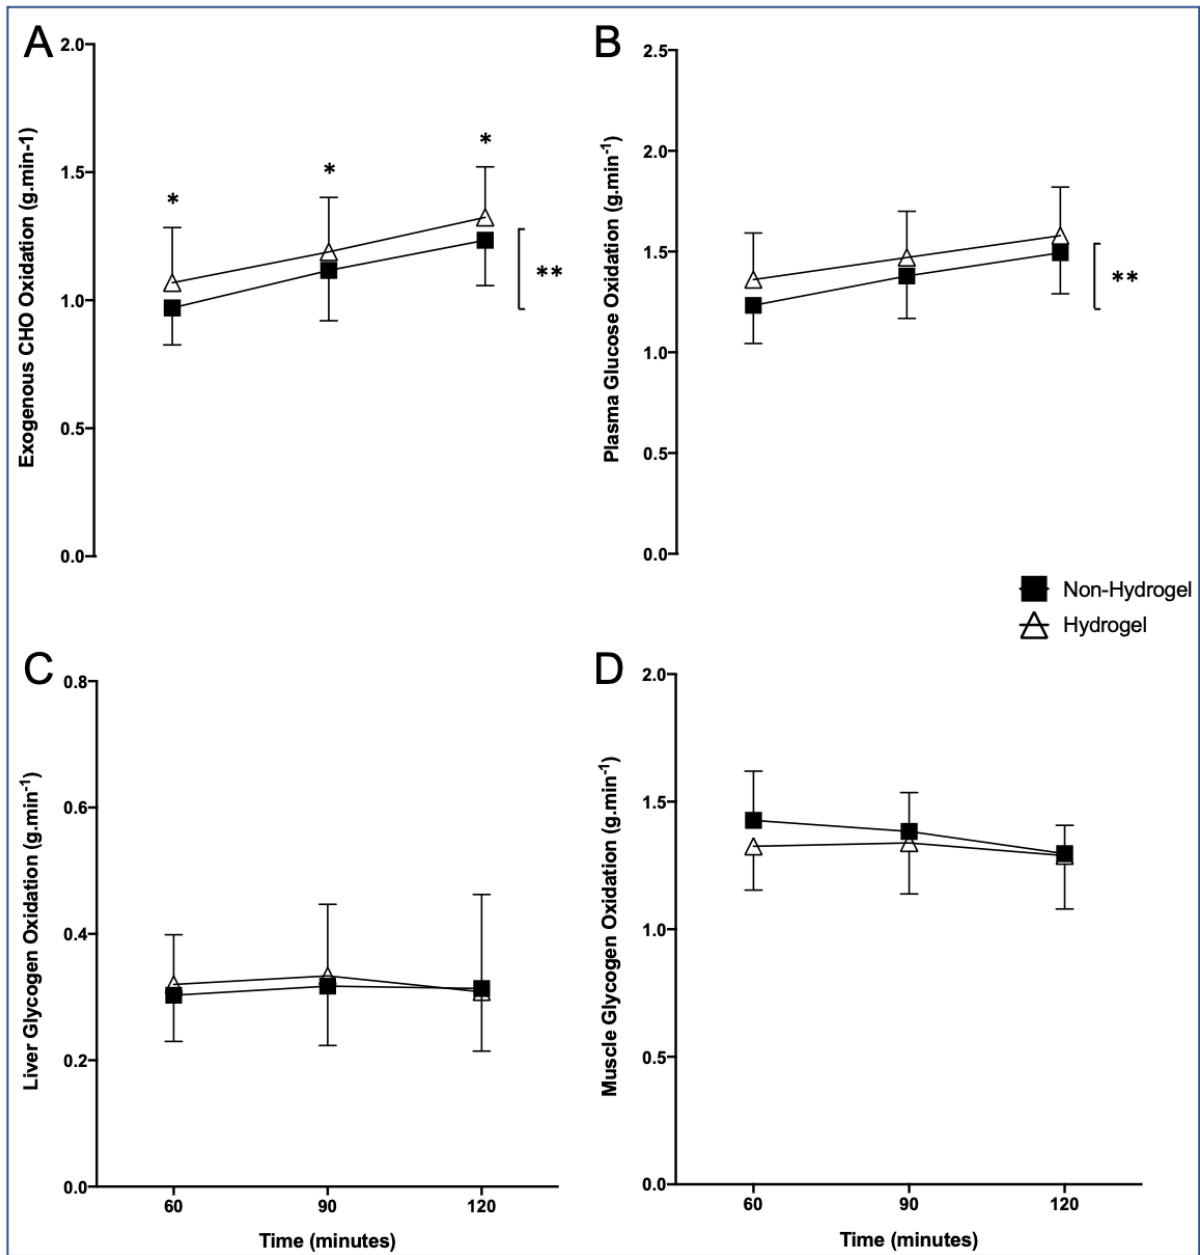 A
2.0
1.5
1.0
0.5
0.0
Exogenous CHO Oxidation (g.min-1)
*
*
*
**
B
2.5
2.0
1.5
1.0
0.5
0.0
Plasma Glucose Oxidation (g.min⁻¹)
**
Non-Hydrogel
Hydrogel
C
0.8
0.6
0.4
0.2
0.0
Liver Glycogen Oxidation (g.min⁻¹)
60 90 120
Time (minutes)
D
2.0
1.5
1.0
0.5
0.0
Muscle Glycogen Oxidation (g.min⁻¹)
60 90 120
Time (minutes)